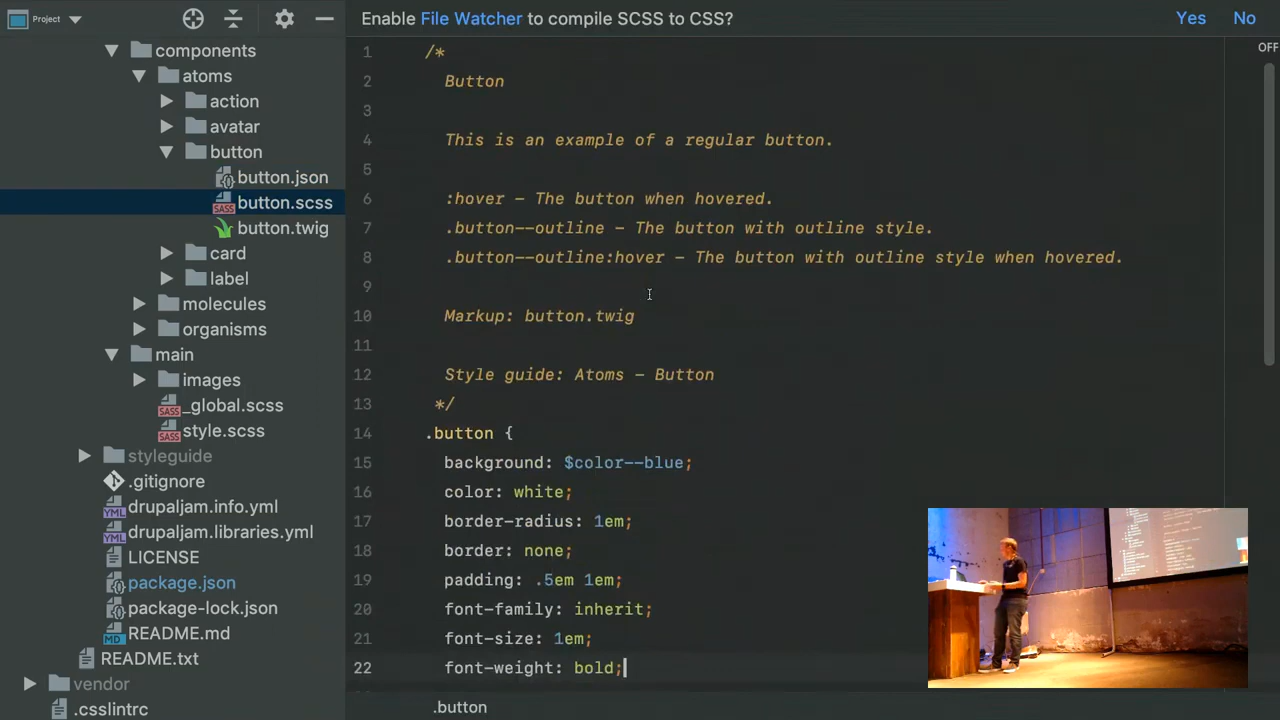 Project
Enable File Watcher to compile SCSS to CSS?
Yes
No
OFF
components
atoms
action
avatar
button
button.json
button.scss
button.twig
card
label
molecules
organisms
main
images
_global.scss
style.scss
styleguide
.gitignore
drupaljam.info.yml
drupaljam.libraries.yml
LICENSE
package.json
package-lock.json
README.md
README.txt
vendor
.csslintrc
1 /*
2 Button
3
4 This is an example of a regular button.
5
6 :hover - The button when hovered.
7 .button--outline - The button with outline style.
8 .button--outline:hover - The button with outline style when hovered.
9
10 Markup: button.twig
11
12 Style guide: Atoms - Button
13 */
14 .button {
15 background: $color--blue;
16 color: white;
17 border-radius: 1em;
18 border: none;
19 padding: .5em 1em;
20 font-family: inherit;
21 font-size: 1em;
22 font-weight: bold;
.button